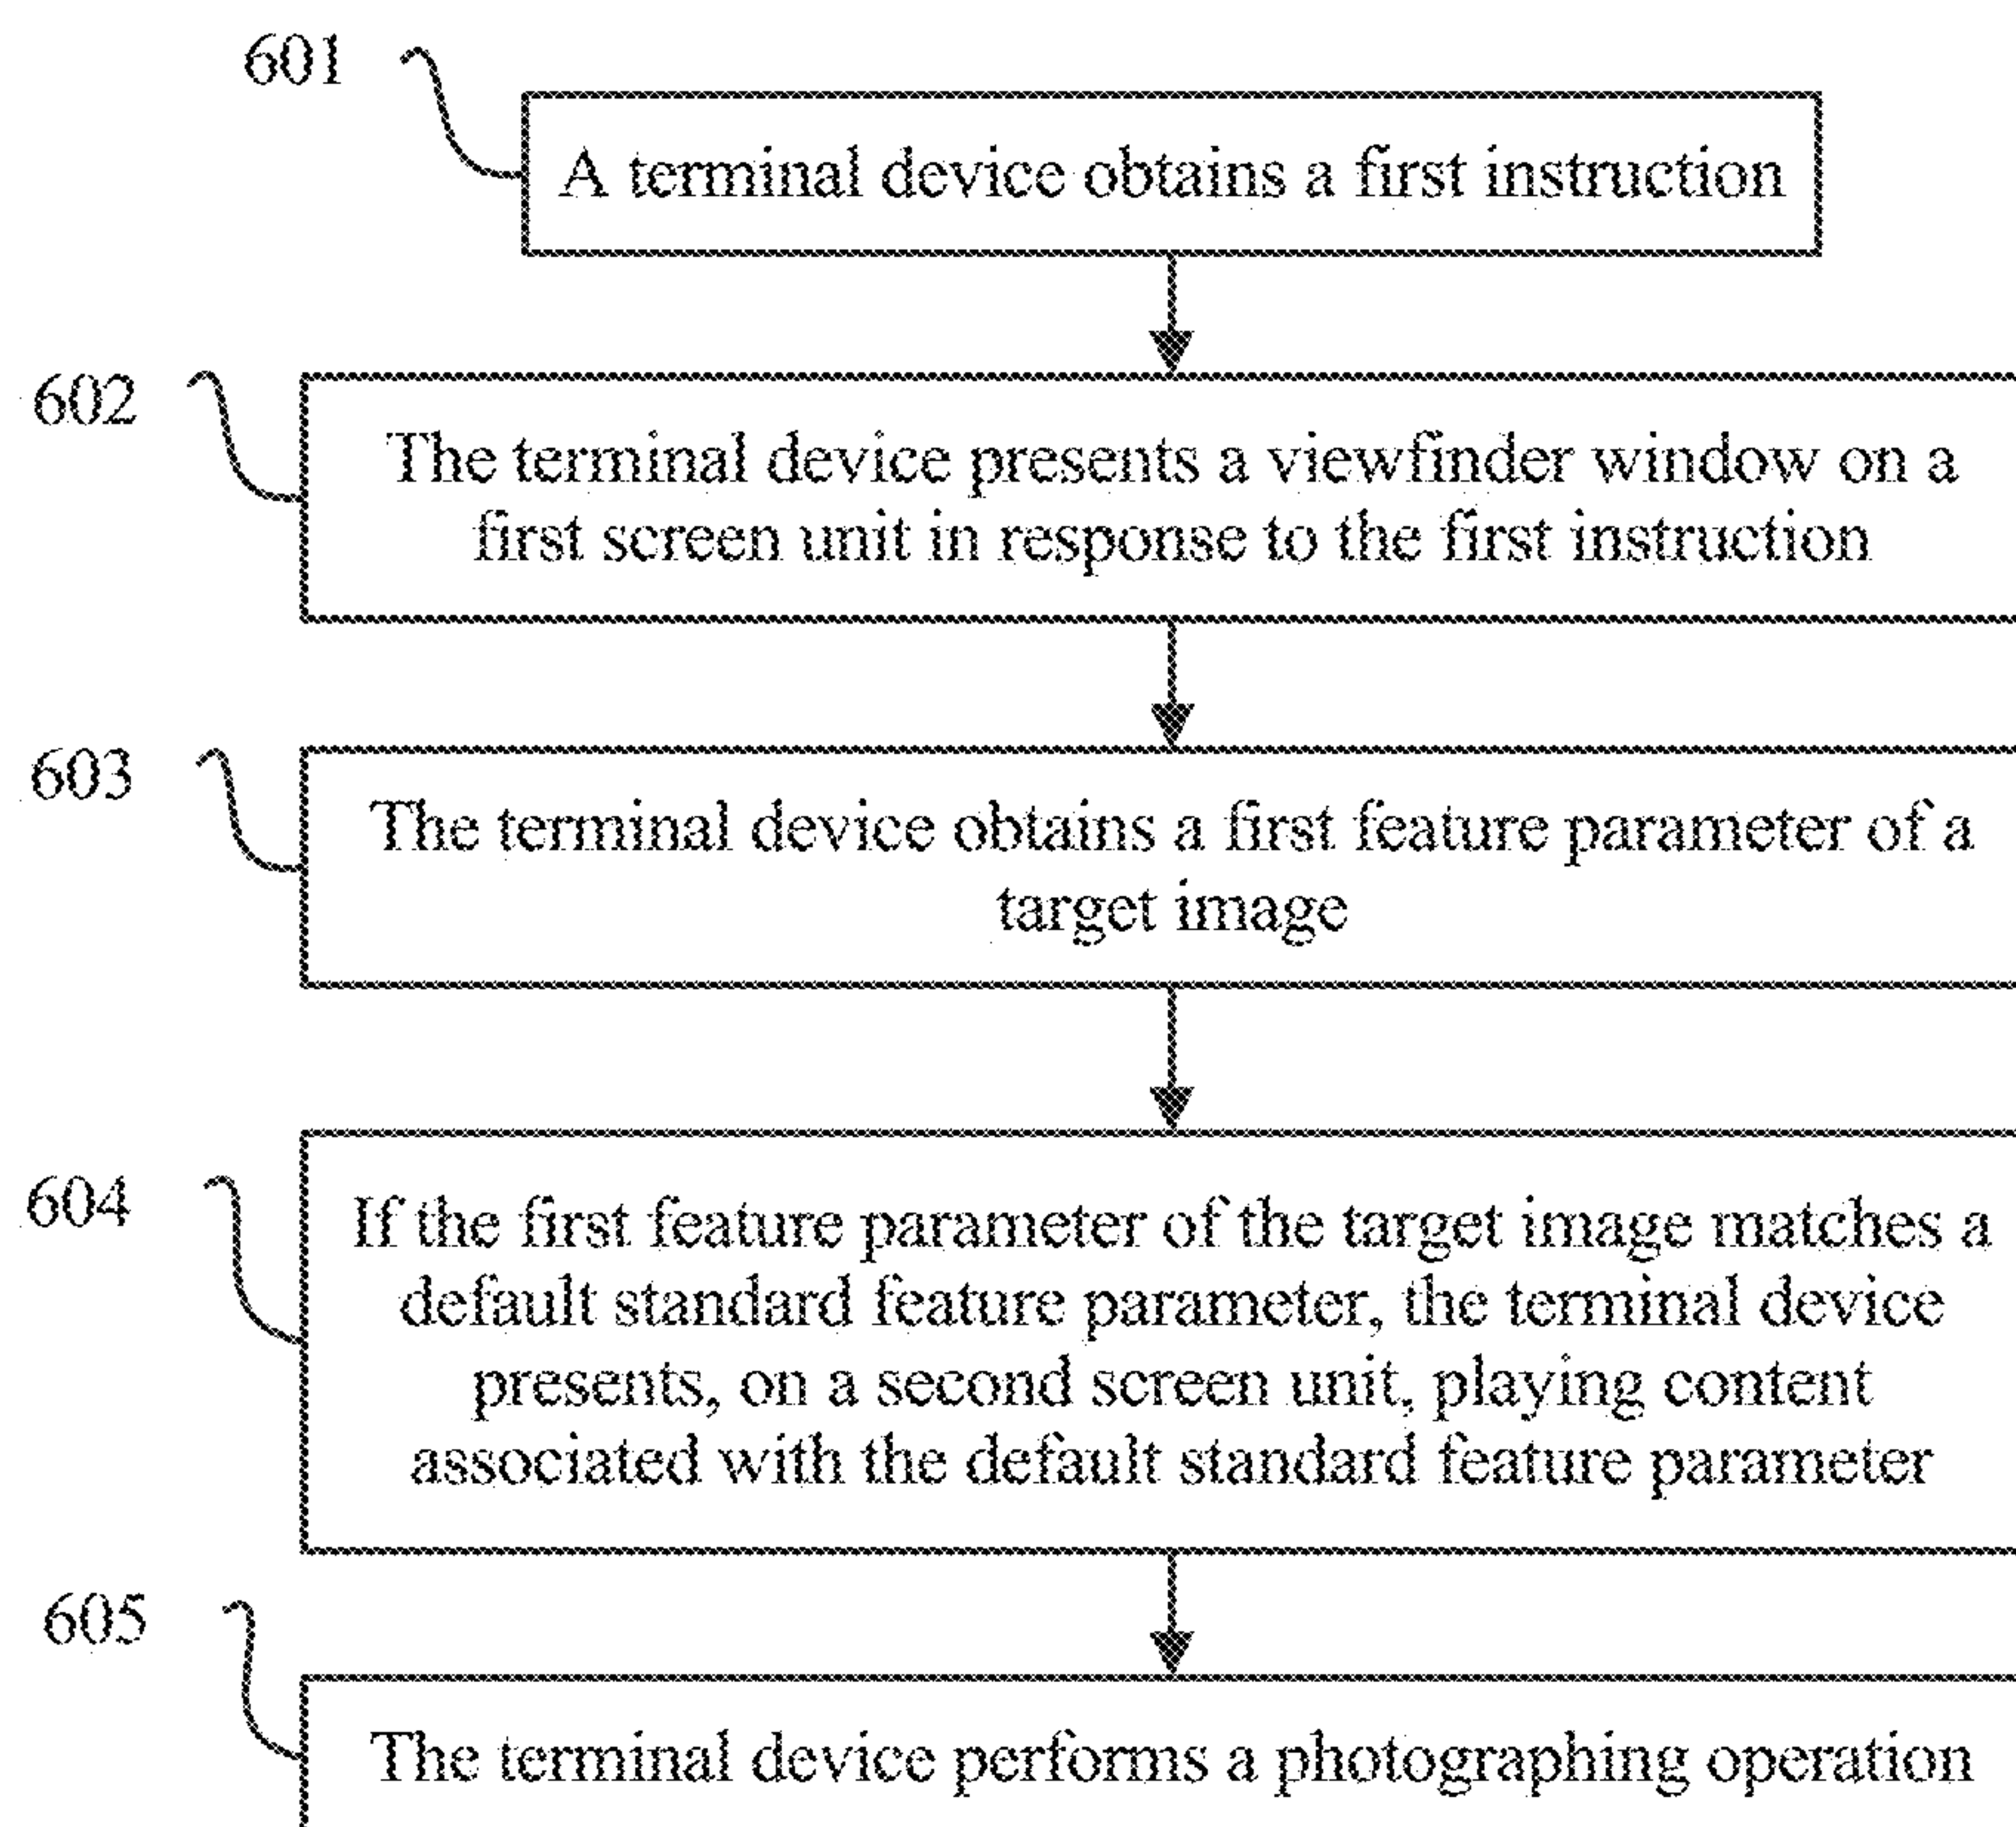 601
A terminal device obtains a first instruction
602
The terminal device presents a viewfinder window on a
first screen unit in response to the first instruction
603
The terminal device obtains a first feature parameter of a
target image
604
If the first feature parameter of the target image matches a
default standard feature parameter, the terminal device
presents, on a second screen unit, playing content
associated with the default standard feature parameter
605
The terminal device performs a photographing operation